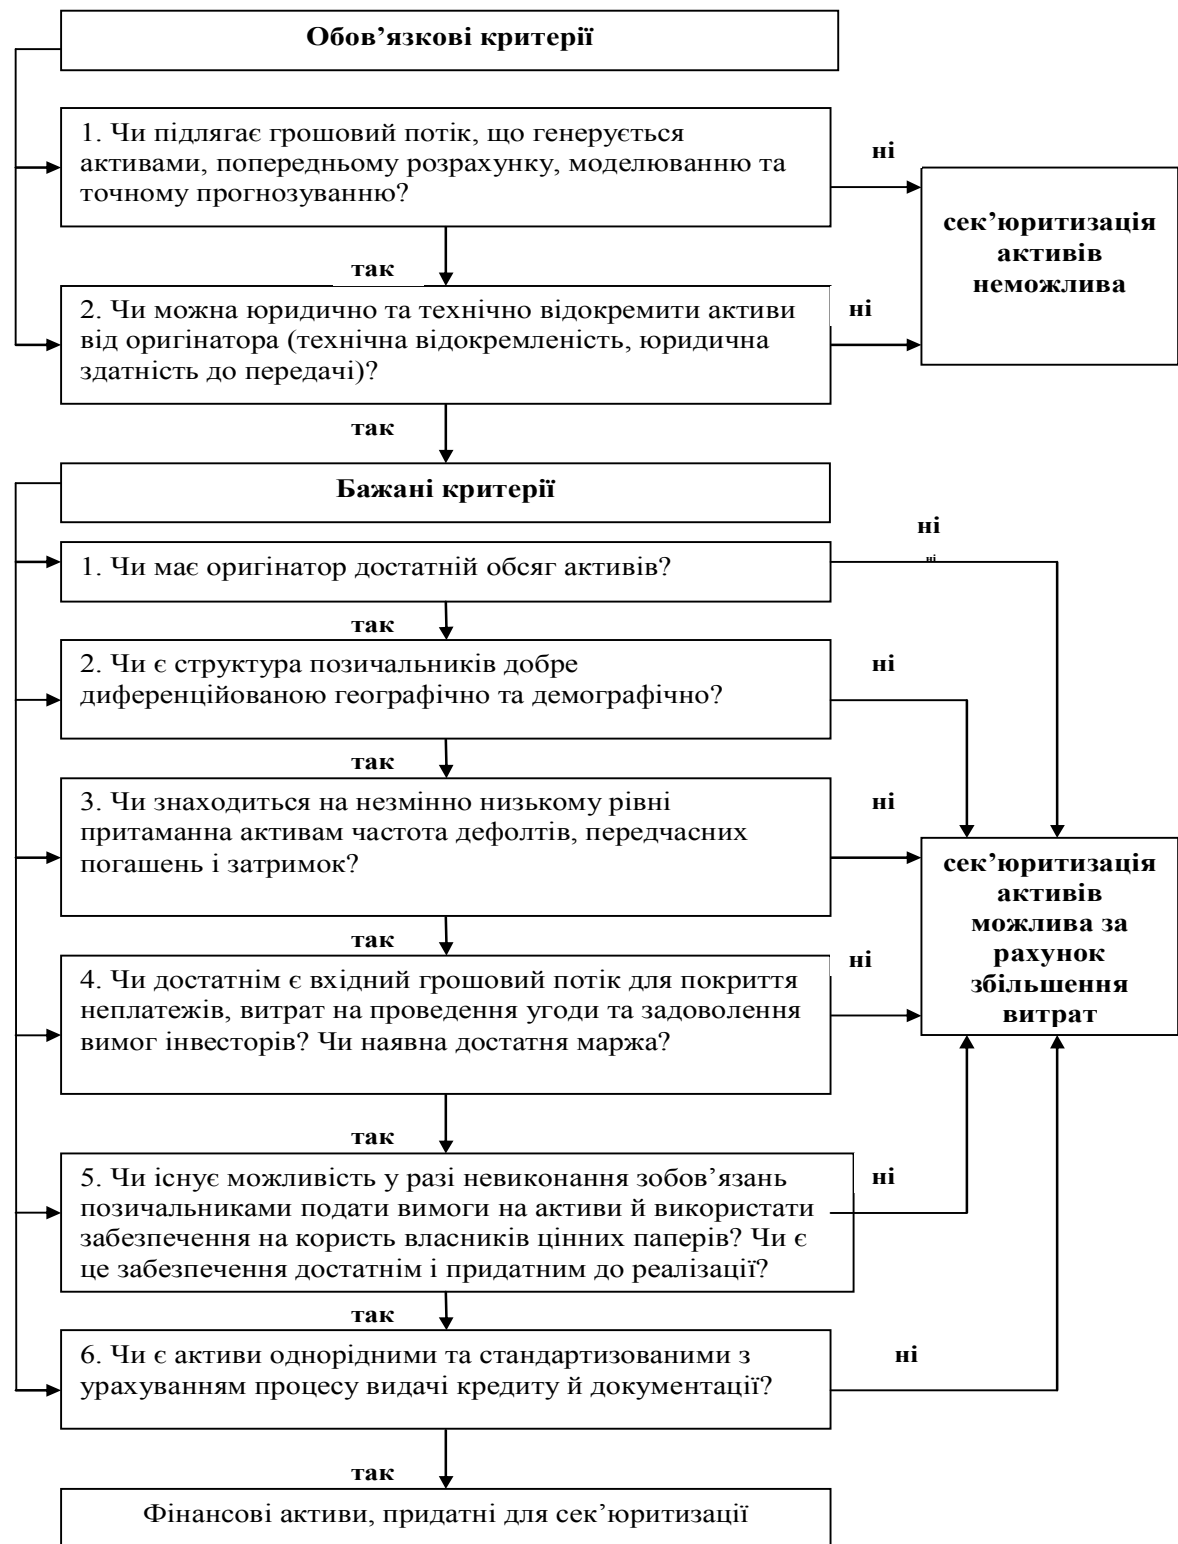 Обов’язкові критерії
1. Чи підлягає грошовий потік, що генерується
активами, попередньому розрахунку, моделюванню та
точному прогнозуванню?
ні
сек’юритизація
активів
неможлива
так
2. Чи можна юридично та технічно відокремити активи
від оригінатора (технічна відокремленість, юридична
здатність до передачі)?
ні
так
Бажані критерії
ні
ні
1. Чи має оригінатор достатній обсяг активів?
так
2. Чи є структура позичальників добре
диференційованою географічно та демографічно?
ні
так
3. Чи знаходиться на незмінно низькому рівні
притаманна активам частота дефолтів, передчасних
погашень і затримок?
ні
сек’юритизація
активів
можлива за
рахунок
збільшення
витрат
так
4. Чи достатнім є вхідний грошовий потік для покриття
неплатежів, витрат на проведення угоди та задоволення
вимог інвесторів? Чи наявна достатня маржа?
ні
так
5. Чи існує можливість у разі невиконання зобов’язань
позичальниками подати вимоги на активи й використати
забезпечення на користь власників цінних паперів? Чи є
це забезпечення достатнім і придатним до реалізації?
ні
так
6. Чи є активи однорідними та стандартизованими з
урахуванням процесу видачі кредиту й документації?
ні
так
Фінансові активи, придатні для сек’юритизації